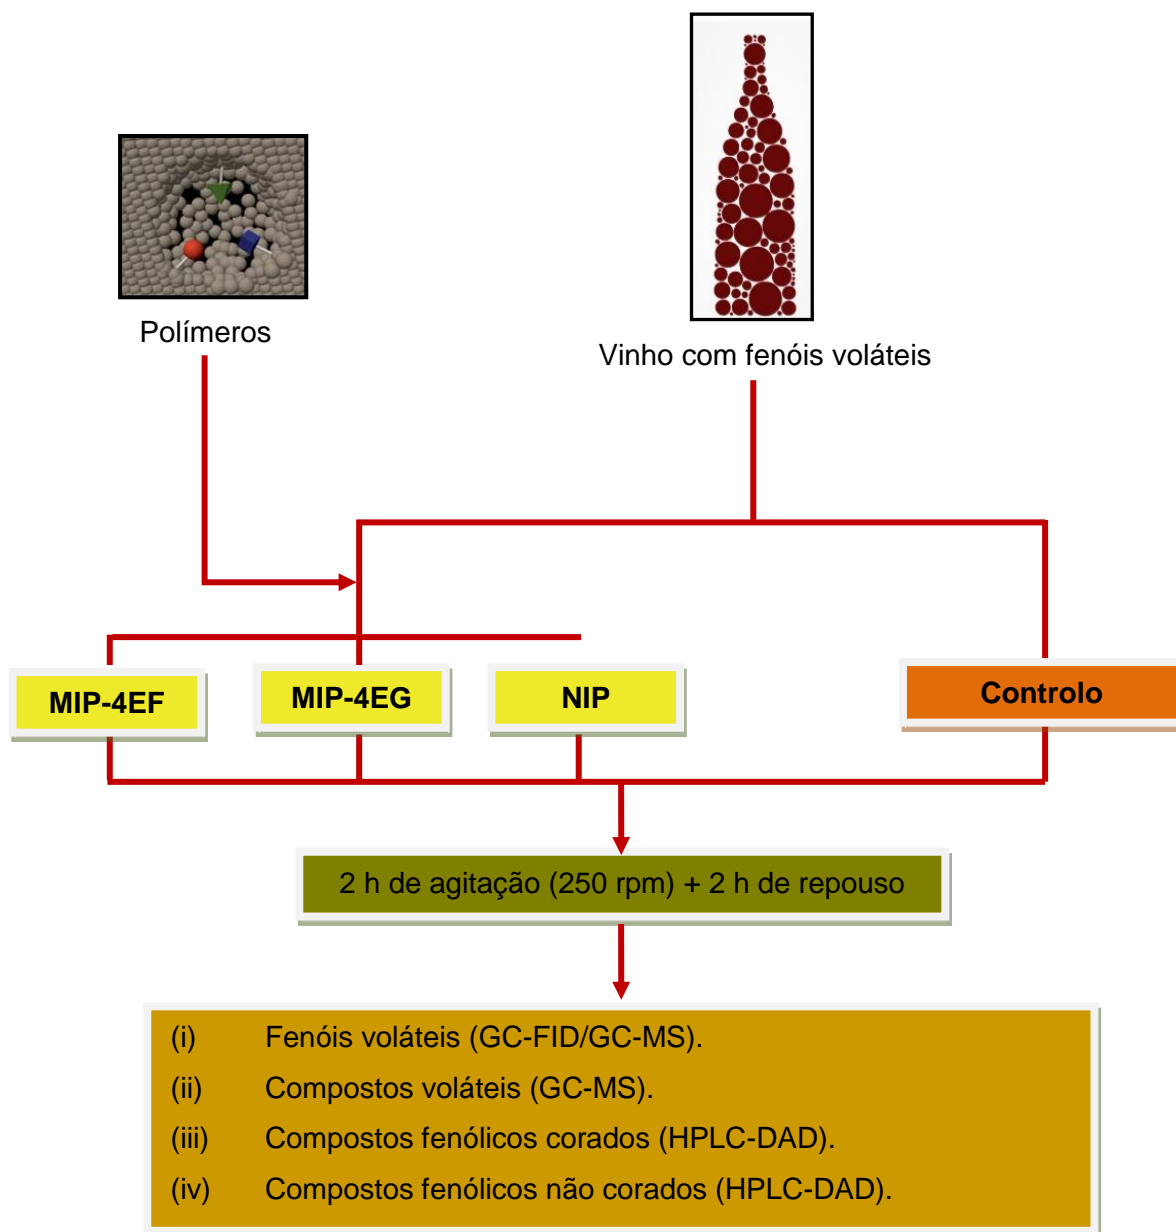 Polímeros
Vinho com fenóis voláteis
MIP-4EF
MIP-4EG
NIP
Controlo
2 h de agitação (250 rpm) + 2 h de repouso
(i) Fenóis voláteis (GC-FID/GC-MS).
(ii) Compostos voláteis (GC-MS).
(iii) Compostos fenólicos corados (HPLC-DAD).
(iv) Compostos fenólicos não corados (HPLC-DAD).